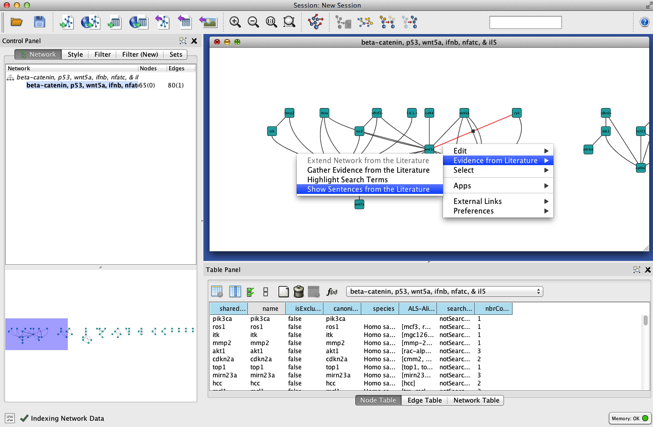 Session: New Session
Control Panel
Network
Style
Filter
Filter (New)
Sets
Network
Nodes
Edges
beta-catenin, p53, wnt5a, ifnb, nfatc, & il
beta-catenin, p53, wnt5a, ifnb, nfat
65(0)
80(1)
beta-catenin, p53, wnt5a, ifnb, nfatc, & il5
Edit
Evidence from Literature
Select
Apps
External Links
Preferences
Extend Network from the Literature
Gather Evidence from the Literature
Highlight Search Terms
Show Sentences from the Literature
Table Panel
f(x)
beta-catenin, p53, wnt5a, ifnb, nfatc, & il5
shared... name isExclu... canoni... species ALS-Ali... search... nbrCo...
pik3ca pik3ca false pik3ca notSearc... 1
ros1 ros1 false ros1 Homo sa... [mcf3, r... notSearc... 1
itk itk false itk Homo sa... [mgc126... notSearc... 1
mmp2 mmp2 false mmp2 Homo sa... [mmp-2... notSearc... 1
akt1 akt1 false akt1 Homo sa... [rac-alp... notSearc... 3
cdkn2a cdkn2a false cdkn2a Homo sa... [cmm2, ... notSearc... 2
top1 top1 false top1 Homo sa... [top1, to... notSearc... 1
mirn23a mirn23a false mirn23a Homo sa... [mirn23... notSearc... 3
hcc hcc false hcc Homo sa... [hcc] notSearc... 2
Node Table
Edge Table
Network Table
Indexing Network Data
Memory: OK